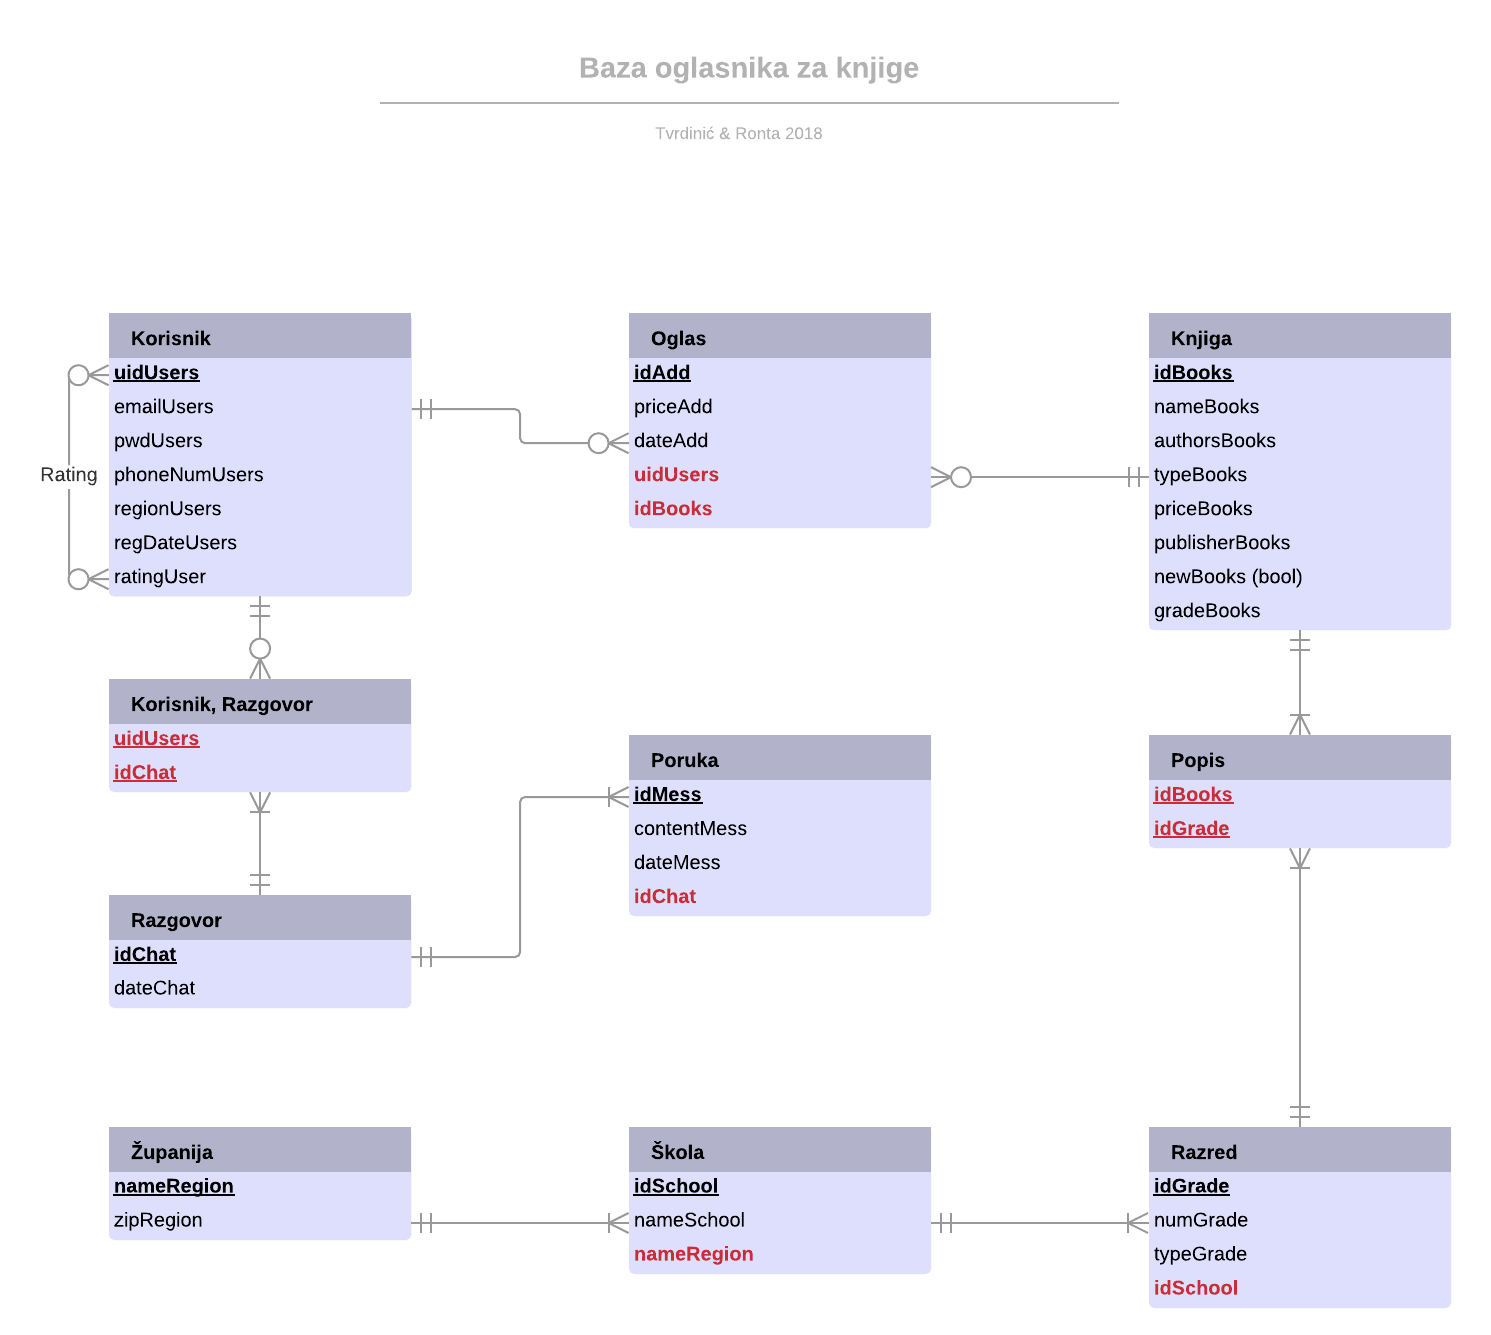 Baza oglasnika za knjige
Tvrdinić & Ronta 2018
Korisnik
uidUsers
emailUsers
pwdUsers
phoneNumUsers
regionUsers
regDateUsers
ratingUser
Rating
Oglas
idAdd
priceAdd
dateAdd
uidUsers
idBooks
Knjiga
idBooks
nameBooks
authorsBooks
typeBooks
priceBooks
publisherBooks
newBooks (bool)
gradeBooks
Korisnik, Razgovor
uidUsers
idChat
Poruka
idMess
contentMess
dateMess
idChat
Popis
idBooks
idGrade
Razgovor
idChat
dateChat
Županija
nameRegion
zipRegion
Škola
idSchool
nameSchool
nameRegion
Razred
idGrade
numGrade
typeGrade
idSchool